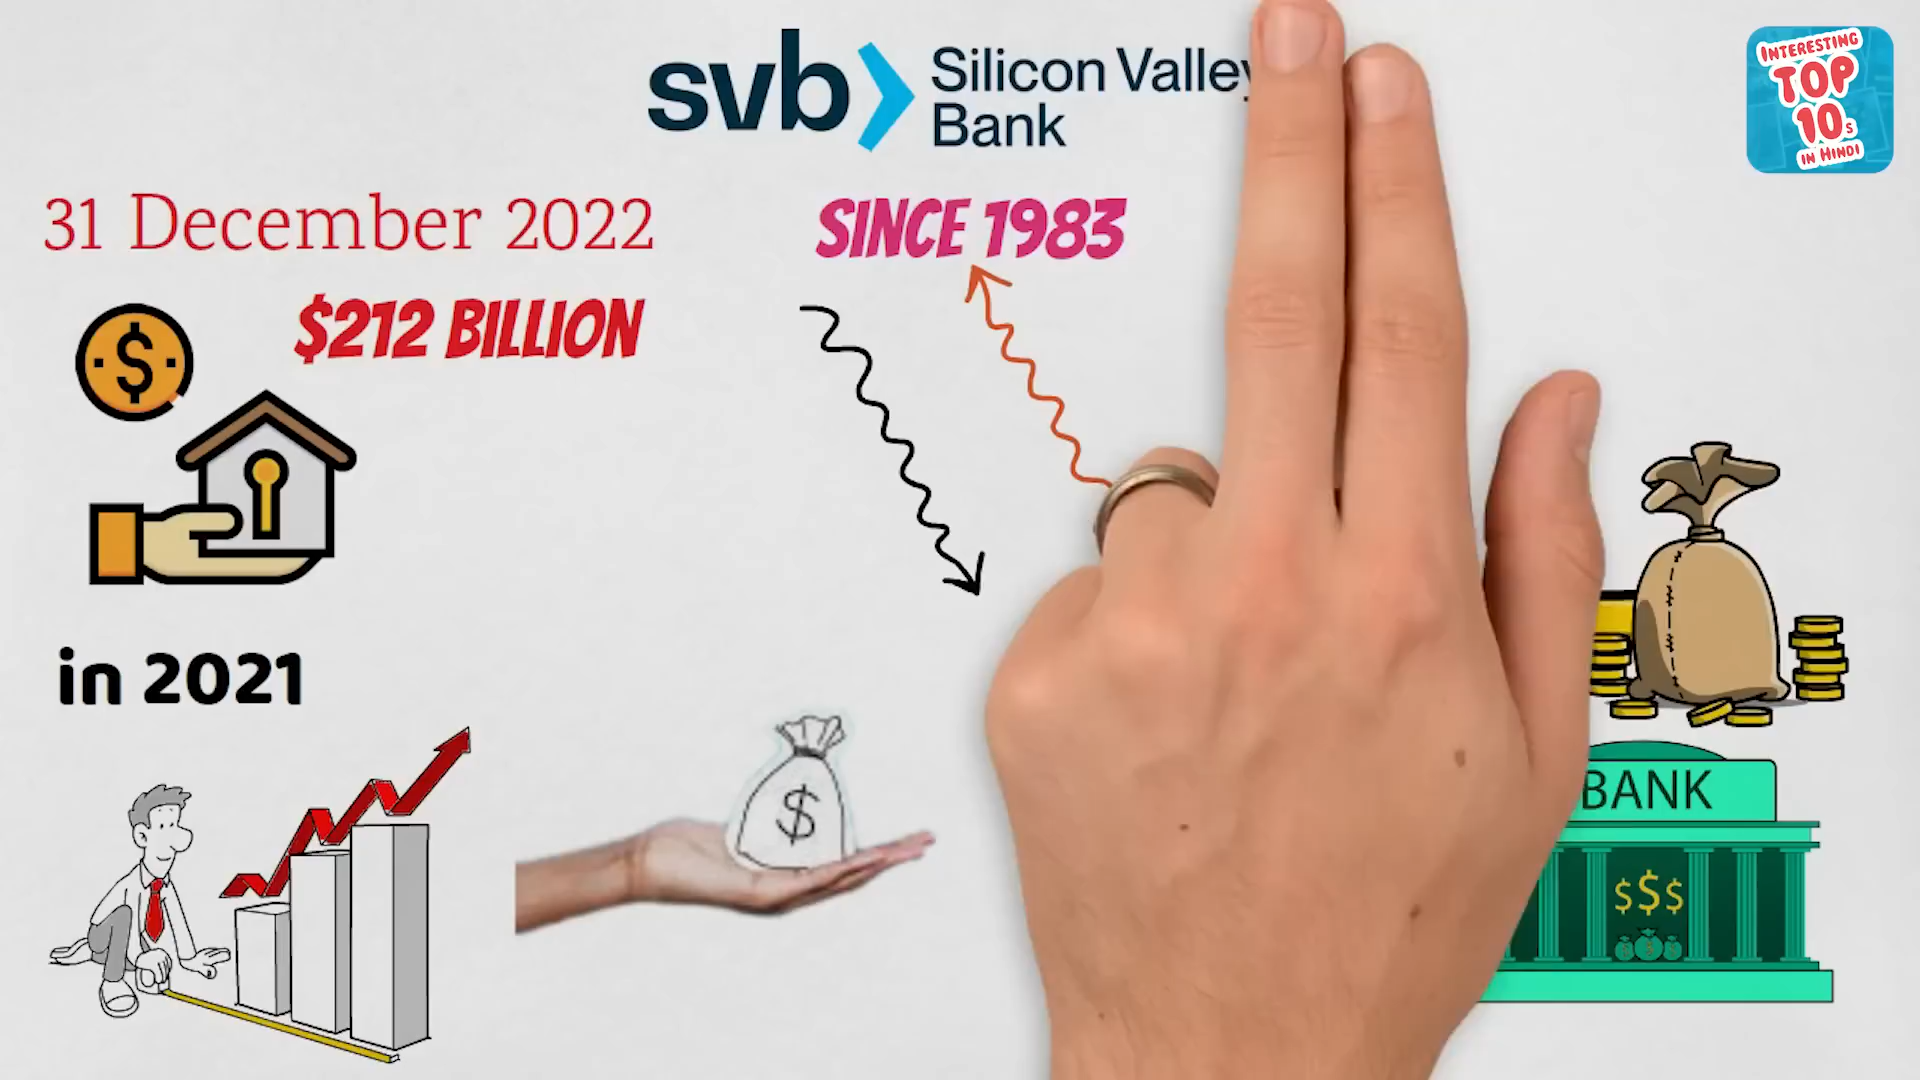 svb
Silicon Valley
Bank
INTERESTING
TOP
10s
IN HINDI
31 December 2022
SINCE 1983
$212 BILLION
$
in 2021
$
BANK
$$$